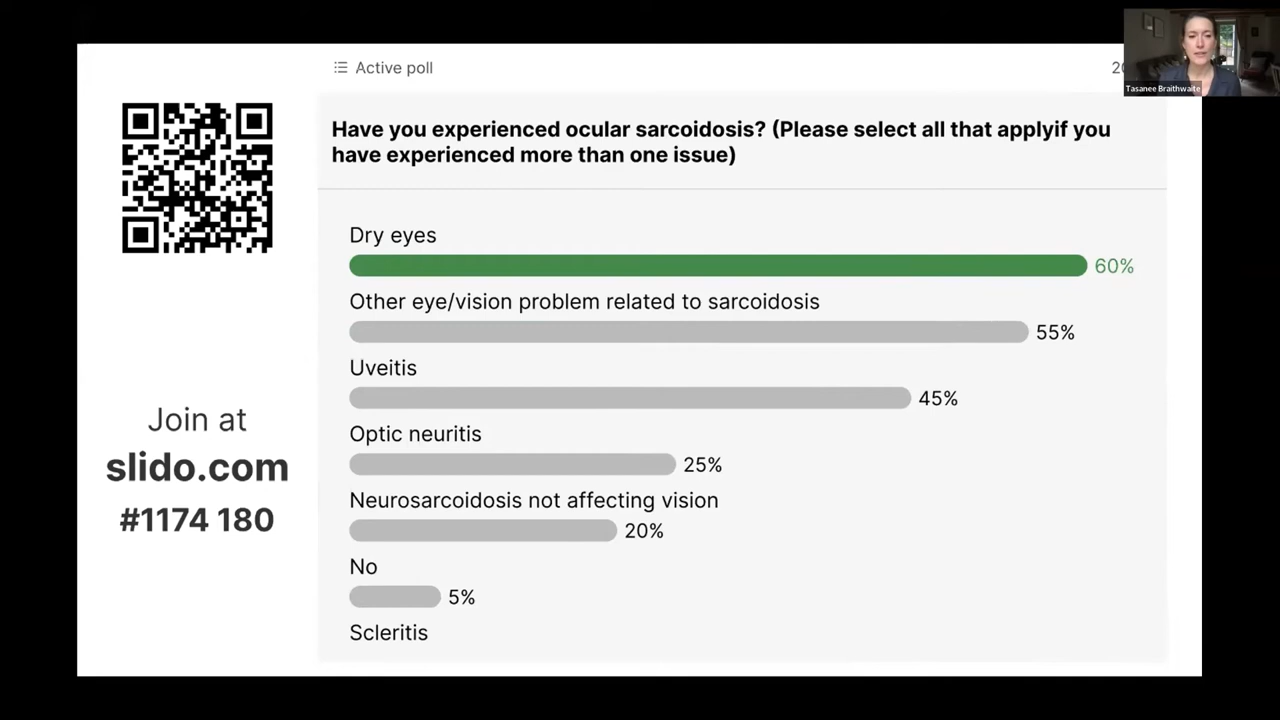 Active poll
Tasanee Braithwaite
Have you experienced ocular sarcoidosis? (Please select all that applyif you
have experienced more than one issue)
Dry eyes
60%
Other eye/vision problem related to sarcoidosis
55%
Uveitis
45%
Optic neuritis
25%
Neurosarcoidosis not affecting vision
20%
No
5%
Scleritis
Join at
slido.com
#1174 180